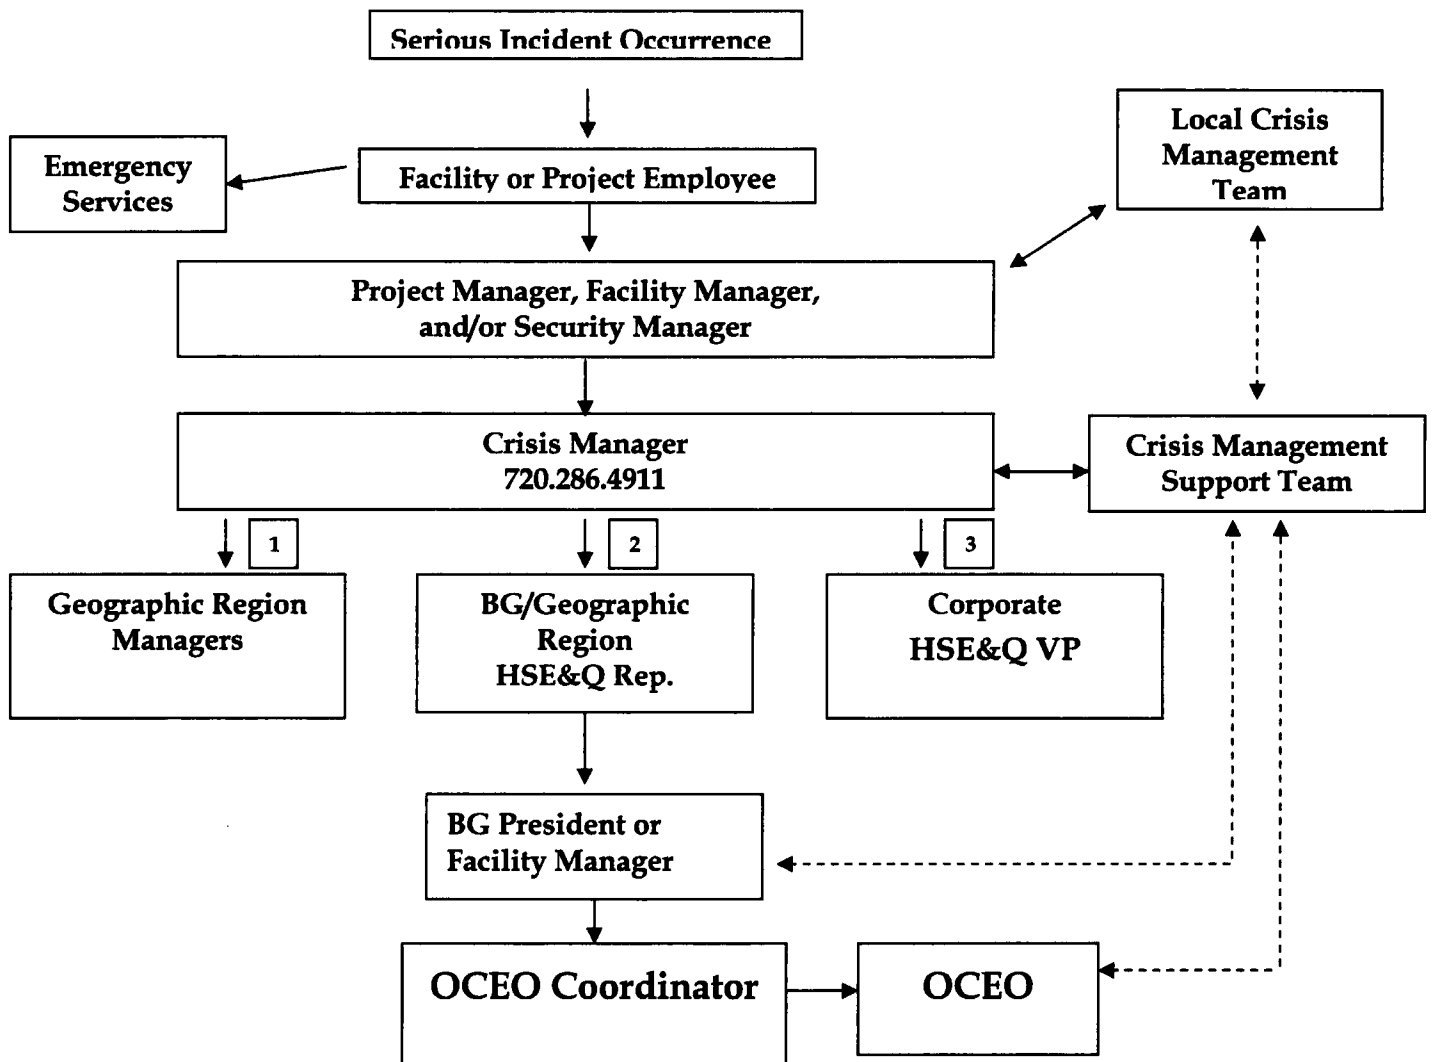 Serious Incident Occurrence
Emergency
Services
Facility or Project Employee
Local Crisis
Management
Team
Project Manager, Facility Manager,
and/or Security Manager
Crisis Manager
720.286.4911
Crisis Management
Support Team
1
2
3
Geographic Region
Managers
BG/Geographic
Region
HSE&Q Rep.
Corporate
HSE&Q VP
BG President or
Facility Manager
OCEO Coordinator
OCEO